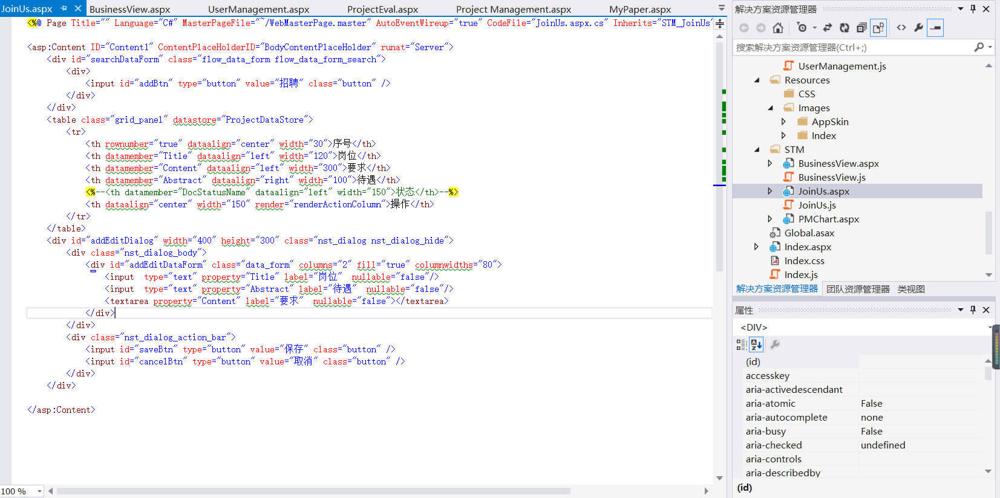 JoinUs.aspx
BusinessView.aspx
UserManagement.aspx
ProjectEval.aspx
Project Management.aspx
MyPaper.aspx
<%@ Page Title="" Language="C#" MasterPageFile="~/WebMasterPage.master" AutoEventWireup="true" CodeFile="JoinUs.aspx.cs" Inherits="STM_JoinUs"
<asp:Content ID="Content1" ContentPlaceHolderID="BodyContentPlaceHolder" runat="Server">
<div id="searchDataForm" class="flow_data_form flow_data_form_search">
<div>
<input id="addBtn" type="button" value="招聘" class="button" />
</div>
</div>
<table class="grid_panel" datastore="ProjectDataStore">
<tr>
<th rownumber="true" dataalign="center" width="30">序号</th>
<th datamember="Title" dataalign="left" width="120">岗位</th>
<th datamember="Content" dataalign="left" width="300">要求</th>
<th datamember="Abstract" dataalign="right" width="100">待遇</th>
<%--<th datamember="DocStatusName" dataalign="left" width="150">状态</th>--%>
<th dataalign="center" width="150" render="renderActionColumn">操作</th>
</tr>
</table>
<div id="addEditDialog" width="400" height="300" class="nst_dialog nst_dialog_hide">
<div class="nst_dialog_body">
<div id="addEditDataForm" class="data_form" columns="2" fill="true" columnwidths="80">
<input  type="text" property="Title" label="岗位"  nullable="false"/>
<input  type="text" property="Abstract" label="待遇"  nullable="false"/>
<textarea property="Content" label="要求"  nullable="false"></textarea>
</div>
</div>
<div class="nst_dialog_action_bar">
<input id="saveBtn" type="button" value="保存" class="button" />
<input id="cancelBtn" type="button" value="取消" class="button" />
</div>
</div>
</asp:Content>
100 %
解决方案资源管理器
搜索解决方案资源管理器(Ctrl+;)
UserManagement.js
Resources
CSS
Images
AppSkin
Index
STM
BusinessView.aspx
BusinessView.js
JoinUs.aspx
JoinUs.js
PMChart.aspx
Global.asax
Index.aspx
Index.css
Index.js
解决方案资源管理器
团队资源管理器
类视图
属性
<DIV>
(id)
accesskey
aria-activedescendant
aria-atomic False
aria-autocomplete none
aria-busy False
aria-checked undefined
aria-controls
aria-describedby
(id)